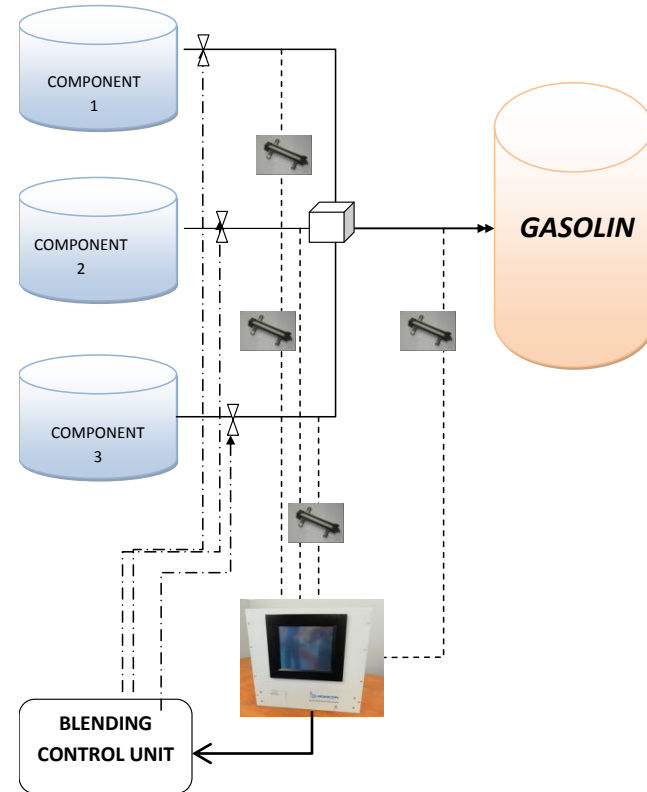 COMPONENT
1
COMPONENT
2
GASOLIN
COMPONENT
3
BLENDING
CONTROL UNIT